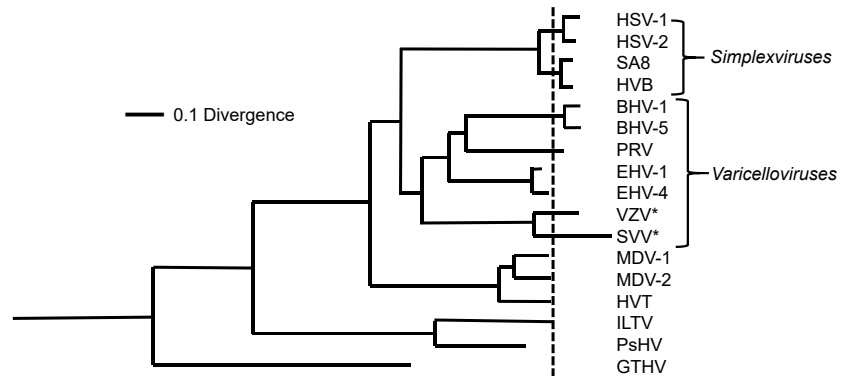 HSV-1
HSV-2
SA8
HVB
Simplexviruses
0.1 Divergence
BHV-1
BHV-5
PRV
EHV-1
EHV-4
VZV*
SVV*
Varicelloviruses
MDV-1
MDV-2
HVT
ILTV
PsHV
GTHV